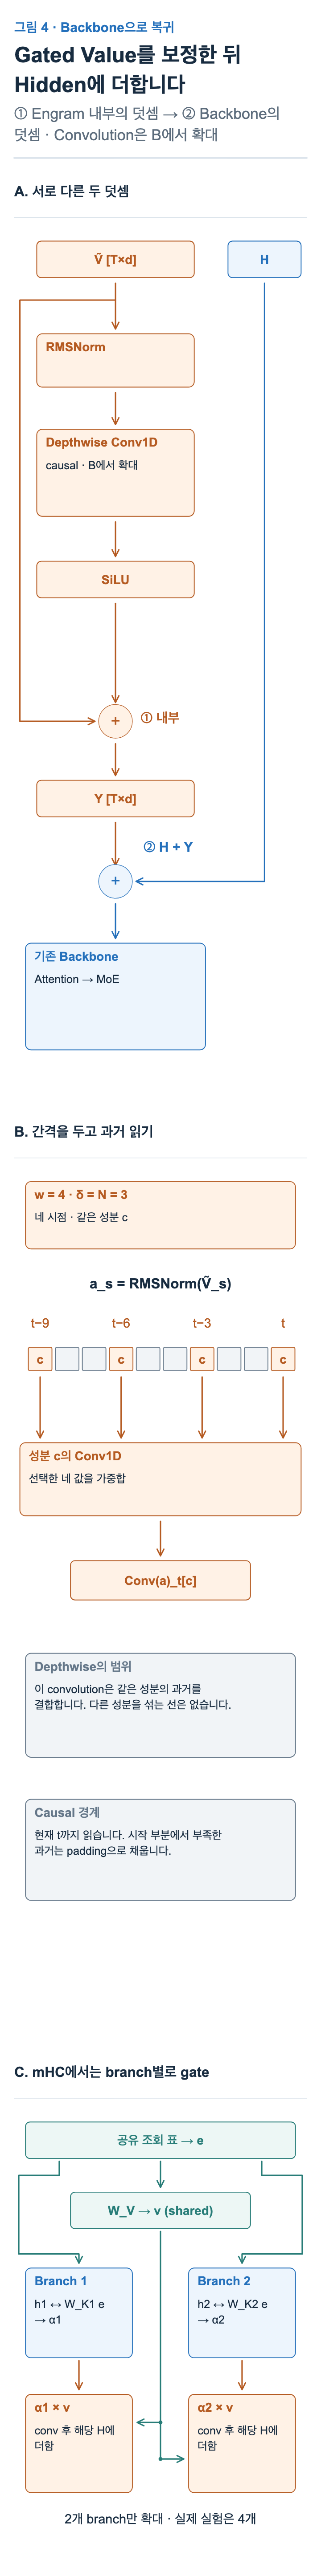 그림 4 · Backbone으로 복귀
Gated Value를 보정한 뒤
Hidden에 더합니다
① Engram 내부의 덧셈 → ② Backbone의
덧셈 · Convolution은 B에서 확대
A. 서로 다른 두 덧셈
Ṽ [T×d]
H
RMSNorm
Depthwise Conv1D
causal · B에서 확대
SiLU
+
① 내부
Y [T×d]
② H + Y
+
기존 Backbone
Attention → MoE
B. 간격을 두고 과거 읽기
w = 4 · δ = N = 3
네 시점 · 같은 성분 c
a_s = RMSNorm(Ṽ_s)
t−9 t−6 t−3 t
c c c c
성분 c의 Conv1D
선택한 네 값을 가중합
Conv(a)_t[c]
Depthwise의 범위
이 convolution은 같은 성분의 과거를
결합합니다. 다른 성분을 섞는 선은 없습니다.
Causal 경계
현재 t까지 읽습니다. 시작 부분에서 부족한
과거는 padding으로 채웁니다.
C. mHC에서는 branch별로 gate
공유 조회 표 → e
W_V → v (shared)
Branch 1
h1 ↔ W_K1 e
→ α1
Branch 2
h2 ↔ W_K2 e
→ α2
α1 × v
conv 후 해당 H에
더함
α2 × v
conv 후 해당 H에
더함
2개 branch만 확대 · 실제 실험은 4개